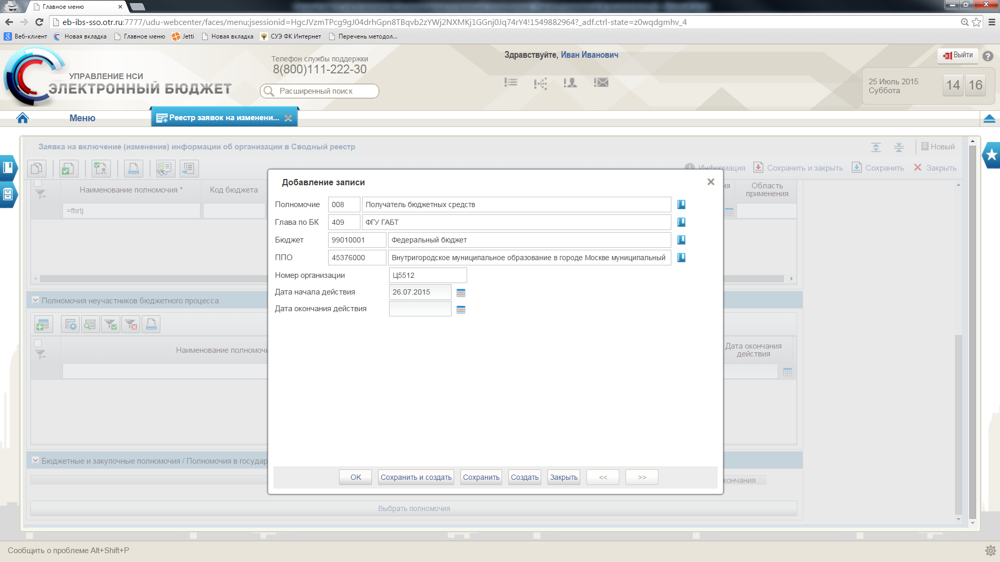 Главное меню
eb-ibs-sso.otr.ru:7777/udu-webcenter/faces/menu;jsessionid=HgcJVzmTPcg9gJ04drhGpn8TBqvb2zYWj2NXMKj1GGnj0Jq74rY4!1549882964?_adf.ctrl-state=z0wqdgmhv_4
Веб-клиент Новая вкладка Главное меню Jetti Новая вкладка СУЭ ФК Интернет Перечень методол...
УПРАВЛЕНИЕ НСИ
ЭЛЕКТРОННЫЙ БЮДЖЕТ
Телефон службы поддержки
8(800)111-222-30
Расширенный поиск
Здравствуйте, Иван Иванович
Выйти
25 Июль 2015
Суббота
14 16
Меню
Реестр заявок на изменени...
Заявка на включение (изменение) информации об организации в Сводный реестр
Новый
Информация Сохранить и закрыть Сохранить Закрыть
Наименование полномочия *
Код бюджета
Область применения
=fhrtj
Добавление записи
Полномочие 008 Получатель бюджетных средств
Глава по БК 409 ФГУ ГАБТ
Бюджет 99010001 Федеральный бюджет
ППО 45376000 Внутригородское муниципальное образование в городе Москве муниципальный
Номер организации Ц5512
Дата начала действия 26.07.2015
Дата окончания действия
Полномочия неучастников бюджетного процесса
Наименование полномочи
Дата окончания действия
Бюджетные и закупочные полномочия / Полномочия в государ
OK Сохранить и создать Сохранить Создать Закрыть << >>
кончания
Выбрать полномочия
Сообщить о проблеме Alt+Shift+P